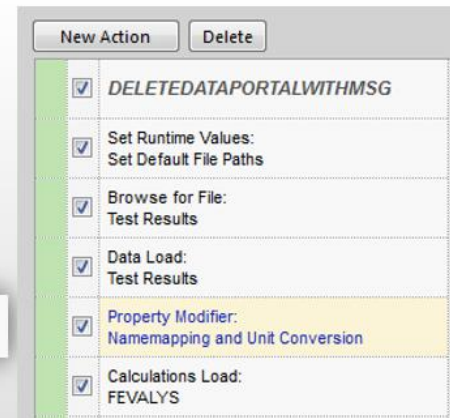 New Action Delete
DELETEDATAPORTALWITHMSG
Set Runtime Values:
Set Default File Paths
Browse for File:
Test Results
Data Load:
Test Results
Property Modifier:
Namemapping and Unit Conversion
Calculations Load:
FEVALYS